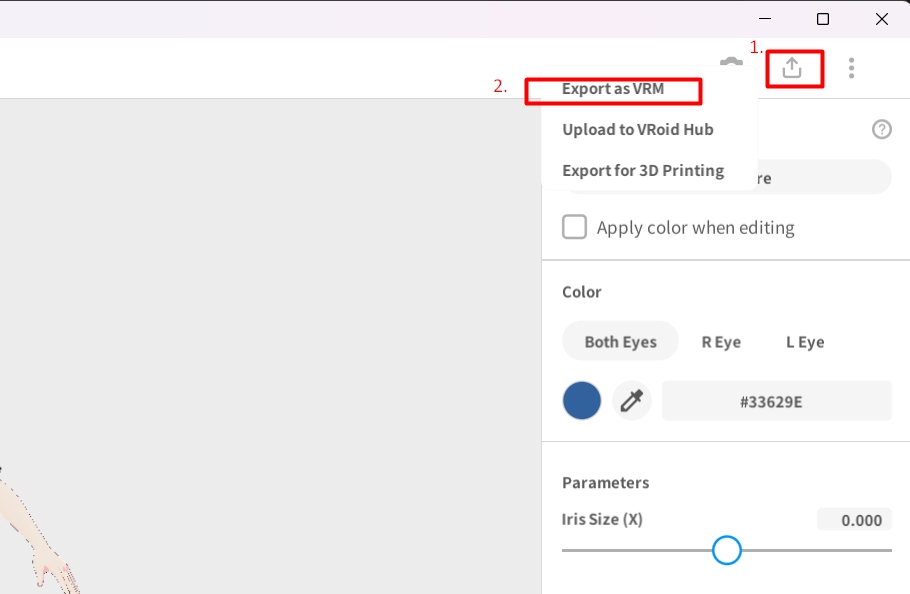 1.
2.
Export as VRM
Upload to VRoid Hub
Export for 3D Printing
re
Apply color when editing
Color
Both Eyes
R Eye
L Eye
#33629E
Parameters
Iris Size (X)
0.000